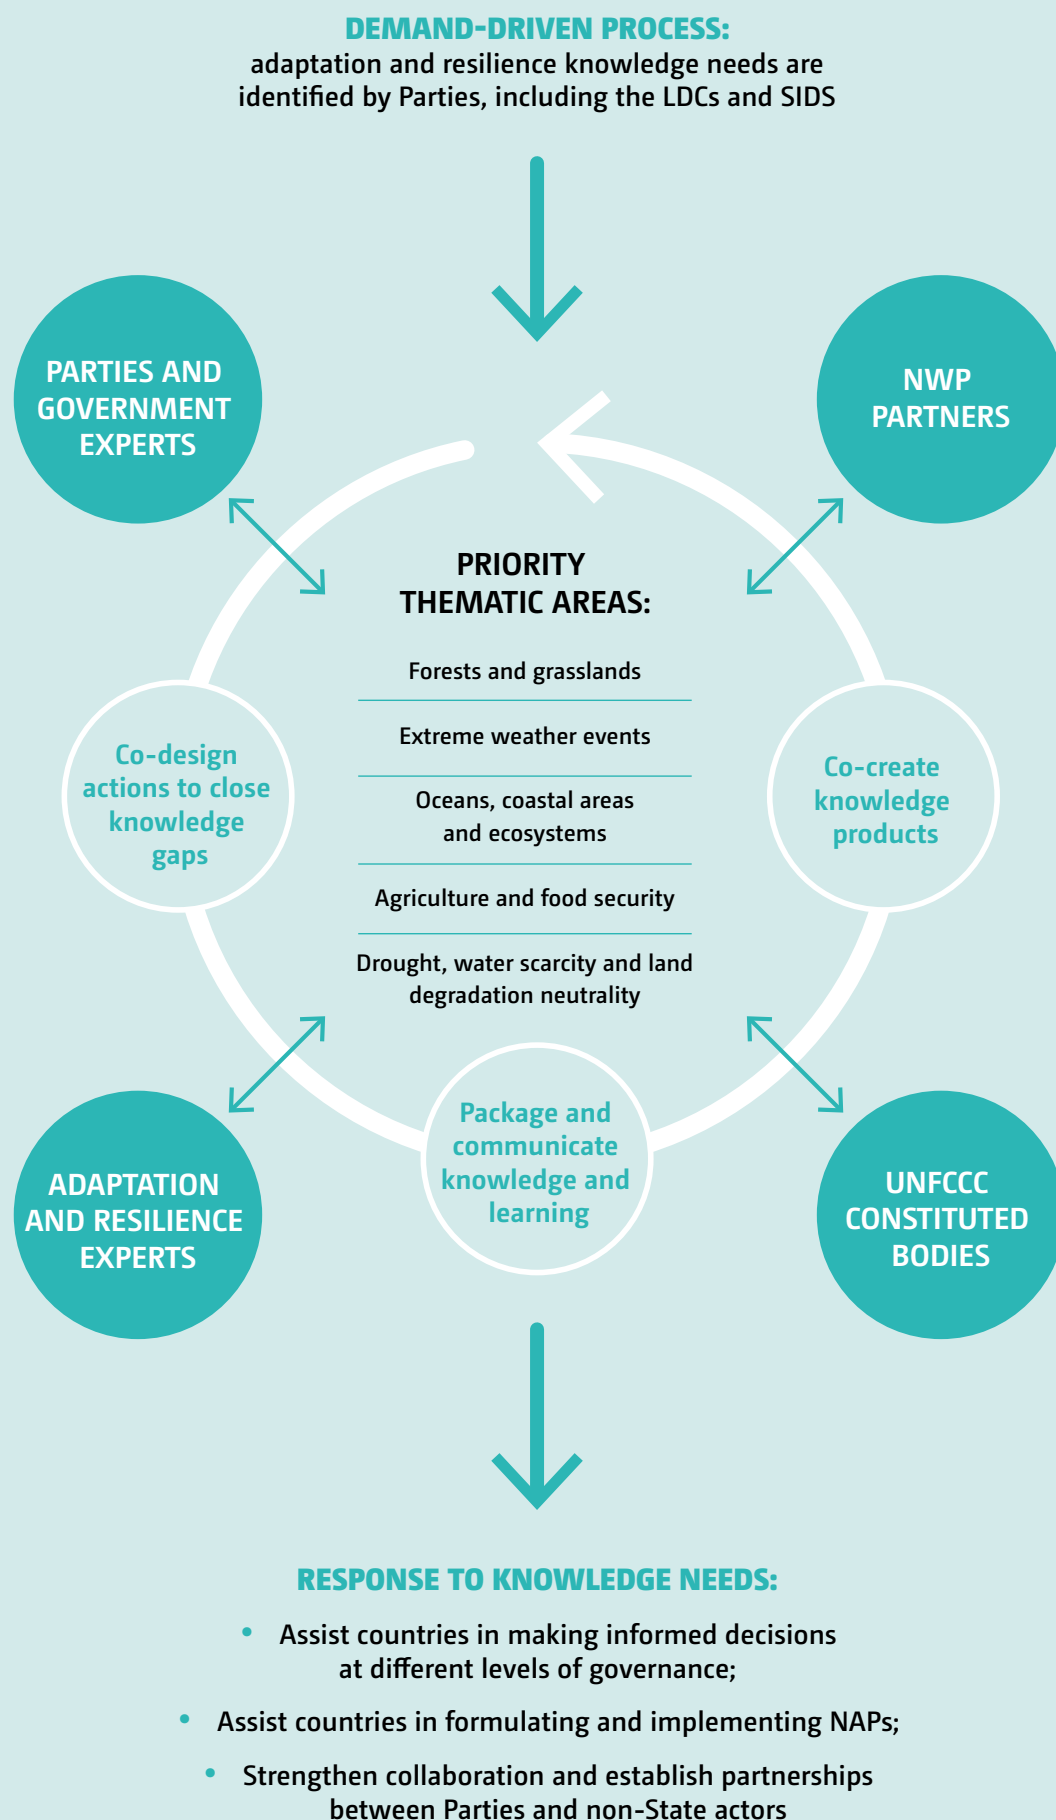 DEMAND-DRIVEN PROCESS:
adaptation and resilience knowledge needs are
identified by Parties, including the LDCs and SIDS
PARTIES AND
GOVERNMENT
EXPERTS
NWP
PARTNERS
PRIORITY
THEMATIC AREAS:
Forests and grasslands
Extreme weather events
Oceans, coastal areas
and ecosystems
Agriculture and food security
Drought, water scarcity and land
degradation neutrality
Co-design
actions to close
knowledge
gaps
Co-create
knowledge
products
Package and
communicate
knowledge and
learning
ADAPTATION
AND RESILIENCE
EXPERTS
UNFCCC
CONSTITUTED
BODIES
RESPONSE TO KNOWLEDGE NEEDS:
• Assist countries in making informed decisions
at different levels of governance;
• Assist countries in formulating and implementing NAPs;
• Strengthen collaboration and establish partnerships
between Parties and non-State actors